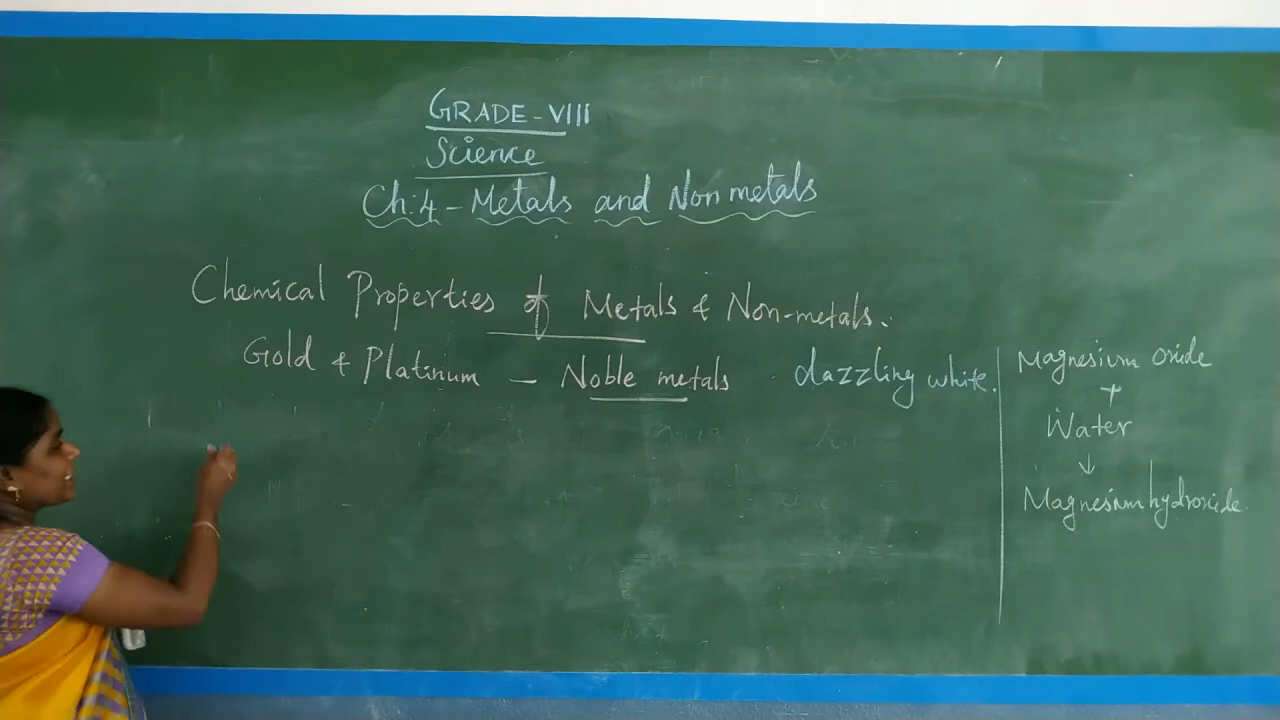 GRADE-VIII
Science
Ch:4 - Metals and Non metals
Chemical Properties of Metals & Non-metals.
Gold & Platinum - Noble metals
dazzling white.
Magnesium oxide
+
Water
↓
Magnesium hydroxide.